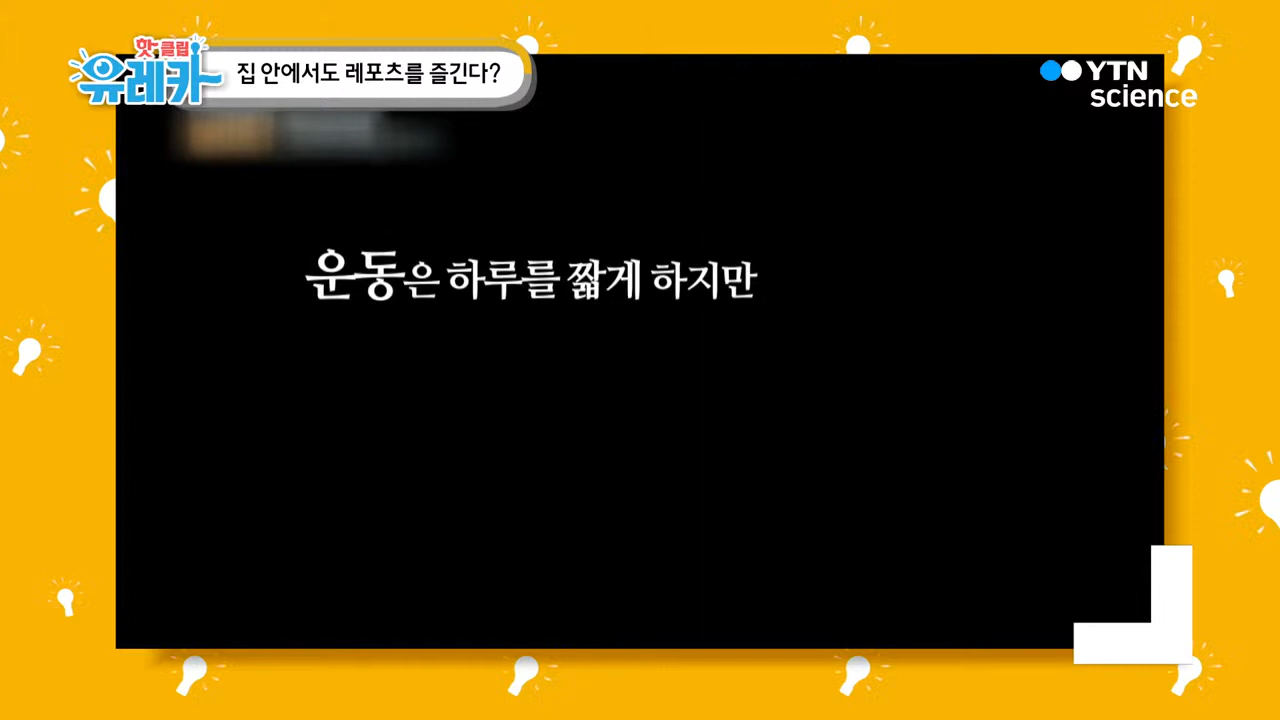 핫클립
유레카
집 안에서도 레포츠를 즐긴다?
YTN
science
운동은 하루를 짧게 하지만